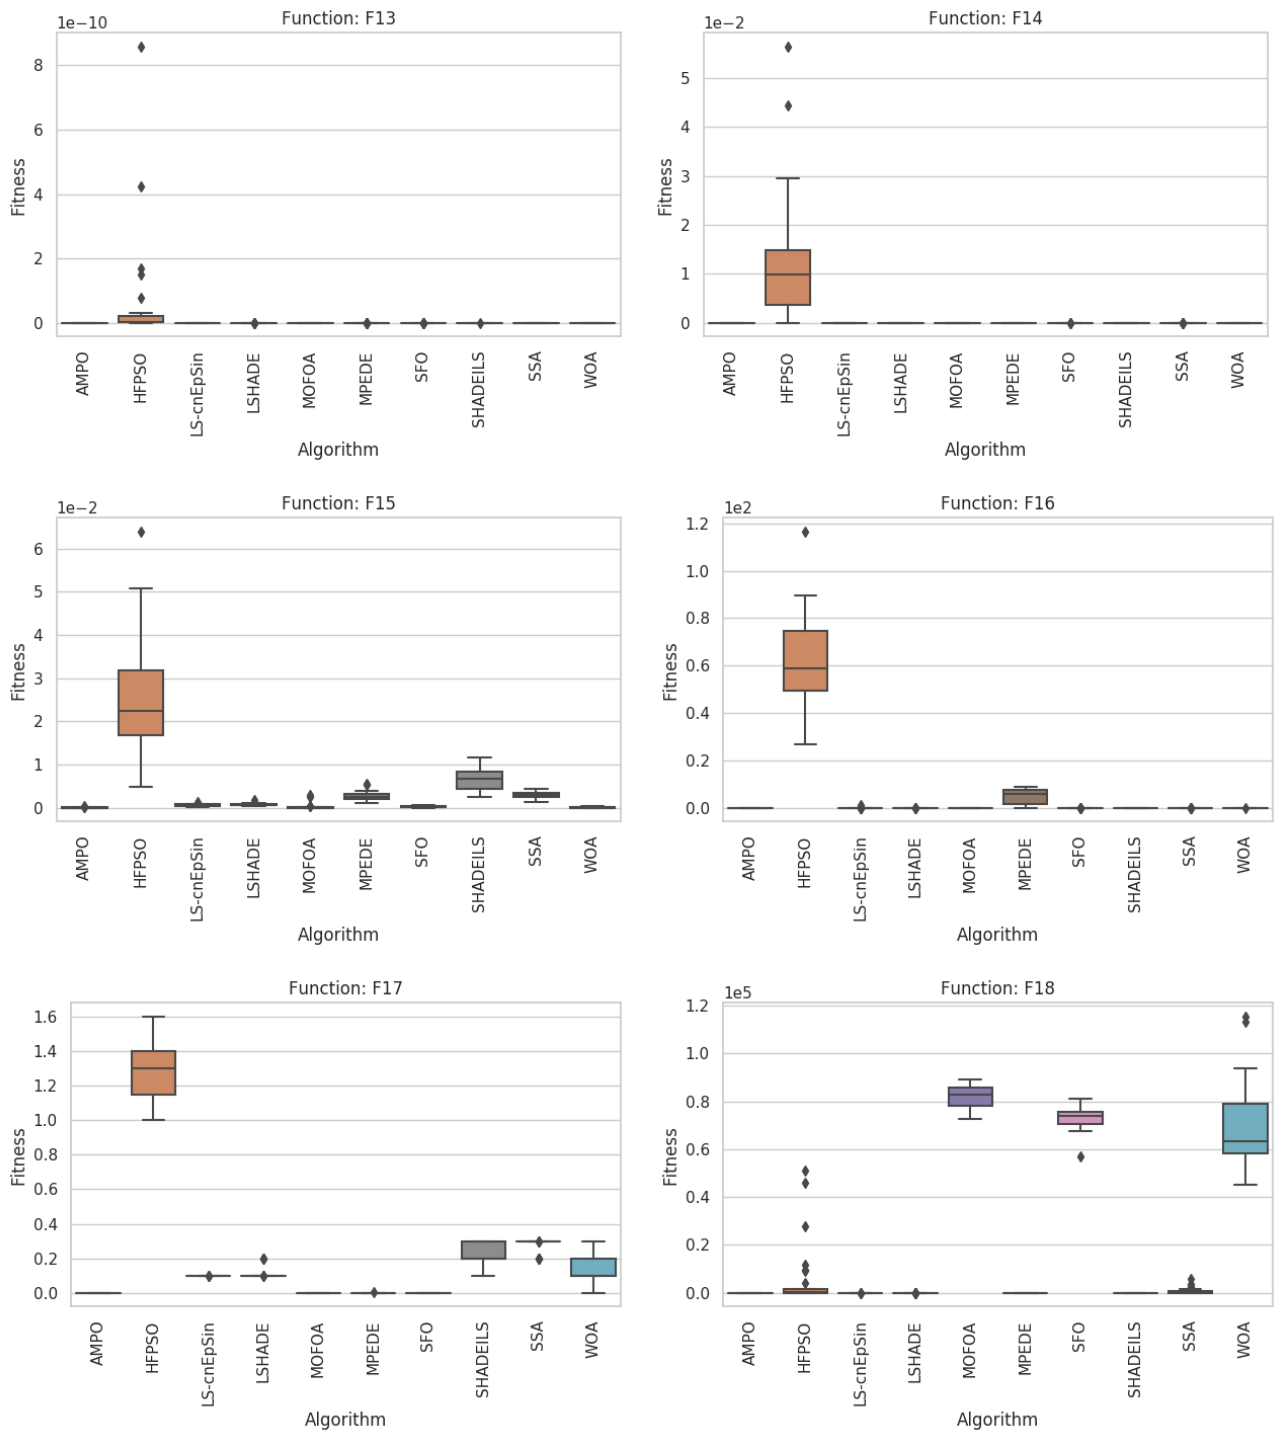 Function: F13
1e−10
8
6
4
2
0
Fitness
AMPO
HFPSO
LS-cnEpSin
LSHADE
MOFOA
MPEDE
SFO
SHADEILS
SSA
WOA
Algorithm
Function: F14
1e−2
5
4
3
2
1
0
Fitness
AMPO
HFPSO
LS-cnEpSin
LSHADE
MOFOA
MPEDE
SFO
SHADEILS
SSA
WOA
Algorithm
Function: F15
1e−2
6
5
4
3
2
1
0
Fitness
AMPO
HFPSO
LS-cnEpSin
LSHADE
MOFOA
MPEDE
SFO
SHADEILS
SSA
WOA
Algorithm
Function: F16
1e2
1.2
1.0
0.8
0.6
0.4
0.2
0.0
Fitness
AMPO
HFPSO
LS-cnEpSin
LSHADE
MOFOA
MPEDE
SFO
SHADEILS
SSA
WOA
Algorithm
Function: F17
1.6
1.4
1.2
1.0
0.8
0.6
0.4
0.2
0.0
Fitness
AMPO
HFPSO
LS-cnEpSin
LSHADE
MOFOA
MPEDE
SFO
SHADEILS
SSA
WOA
Algorithm
Function: F18
1e5
1.2
1.0
0.8
0.6
0.4
0.2
0.0
Fitness
AMPO
HFPSO
LS-cnEpSin
LSHADE
MOFOA
MPEDE
SFO
SHADEILS
SSA
WOA
Algorithm